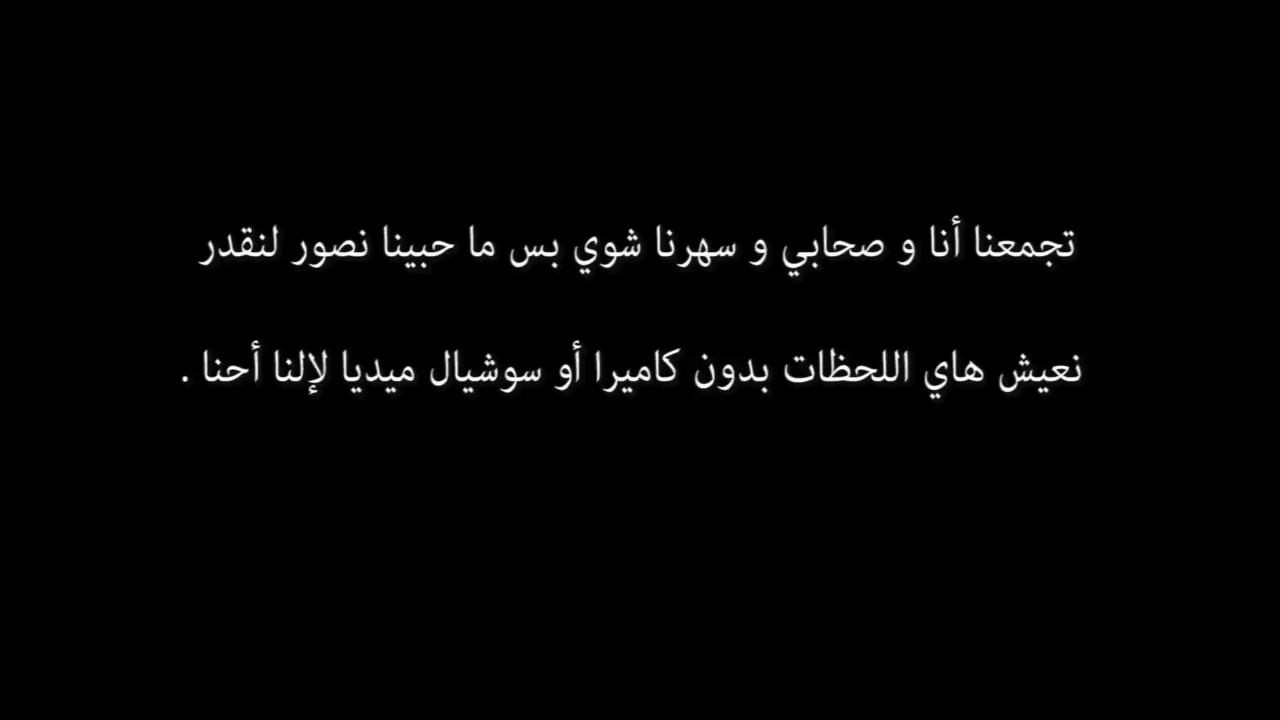 تجمعنا أنا و صحابي و سهرنا شوي بس ما حبينا نصور لنقدر
نعيش هاي اللحظات بدون كاميرا أو سوشيال ميديا لإلنا أحنا .